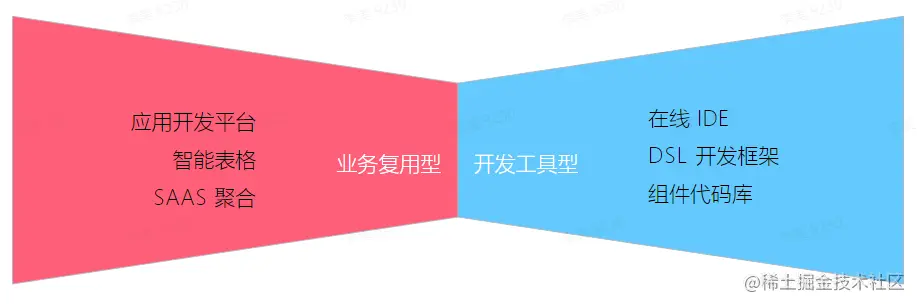 应用开发平台
智能表格
SAAS 聚合
业务复用型
开发工具型
在线 IDE
DSL 开发框架
组件代码库
@稀土掘金技术社区